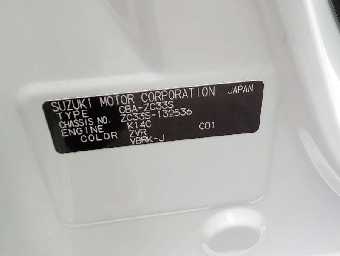 SUZUKI MOTOR CORPORATION JAPAN
TYPE CBA-ZC33S
CHASSIS NO. ZC33S-132536
ENGINE K14C C01
COLOR ZVR
VBRK-J